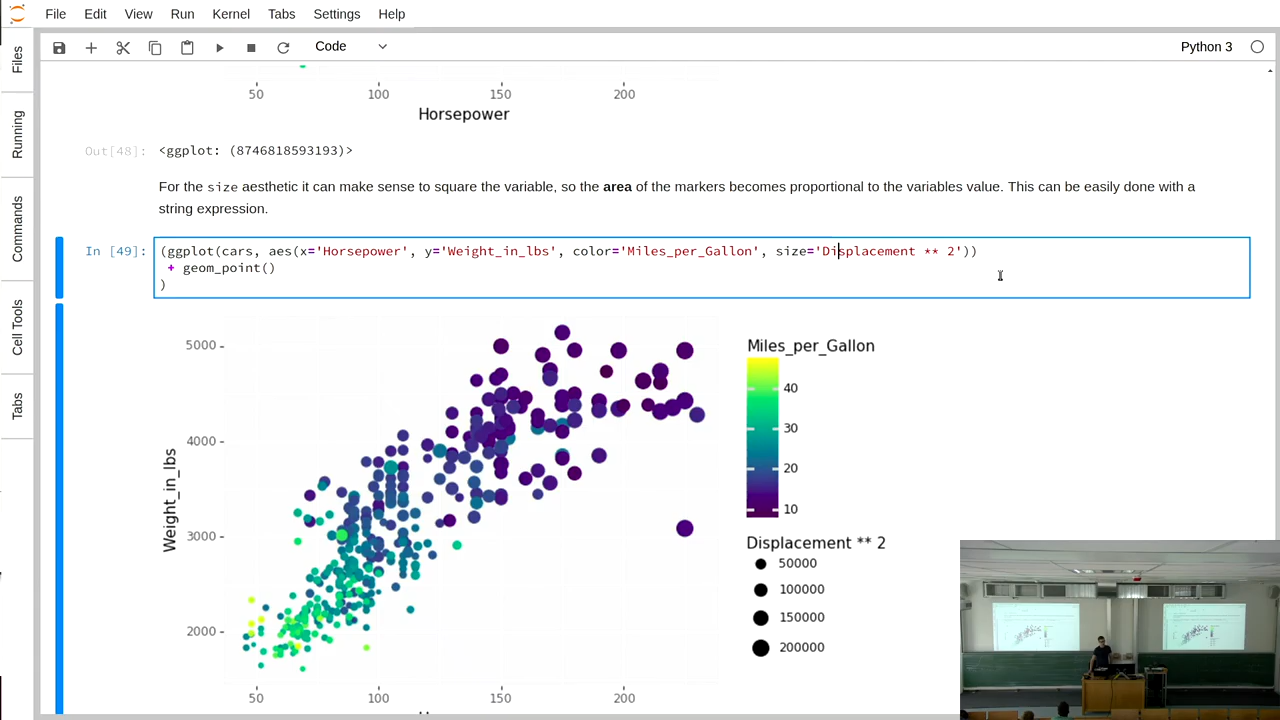 File Edit View Run Kernel Tabs Settings Help
Files
Running
Commands
Cell Tools
Tabs
Code
Python 3
50 100 150 200
Horsepower
Out[48]: <ggplot: (8746818593193)>
For the size aesthetic it can make sense to square the variable, so the area of the markers becomes proportional to the variables value. This can be easily done with a
string expression.
In [49]: (ggplot(cars, aes(x='Horsepower', y='Weight_in_lbs', color='Miles_per_Gallon', size='Displacement ** 2'))
+ geom_point()
)
Weight_in_lbs
5000
4000
3000
2000
50 100 150 200
Miles_per_Gallon
40
30
20
10
Displacement ** 2
50000
100000
150000
200000